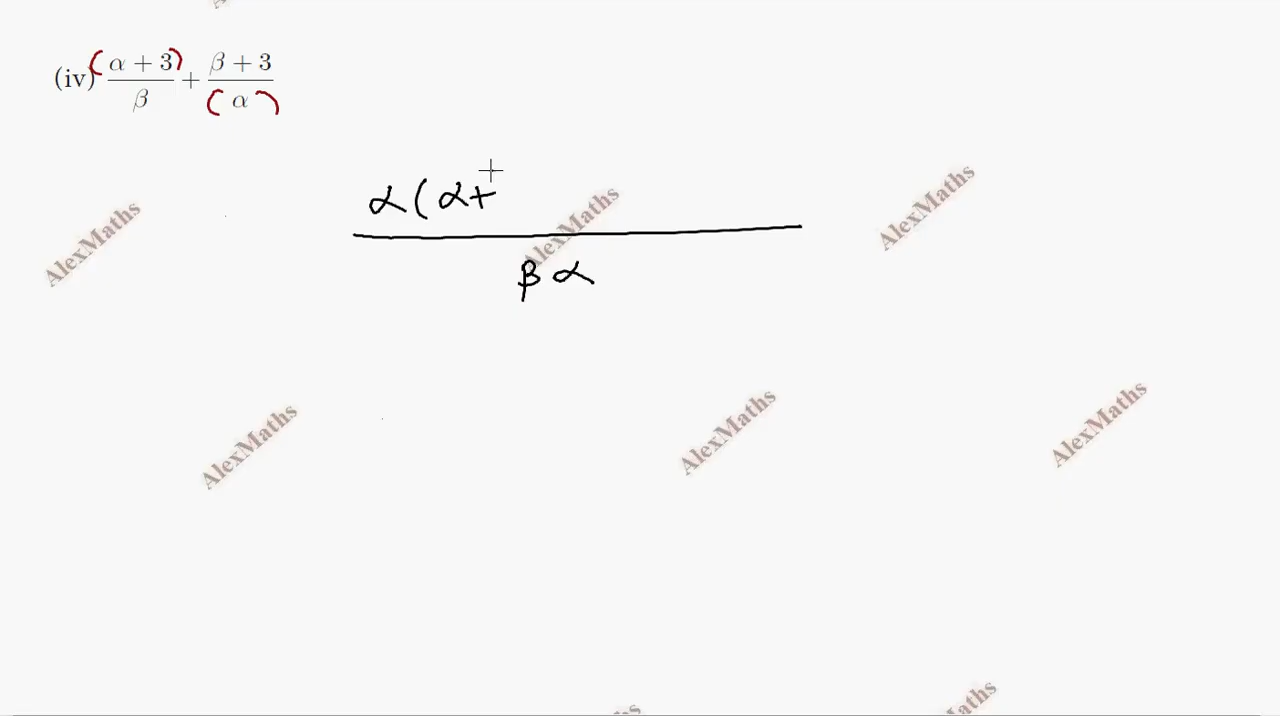 (iv) (α + 3)/β + β + 3/(α)
α(α+
βα
AlexMaths
AlexMaths
AlexMaths
AlexMaths
AlexMaths
AlexMaths
AlexMaths